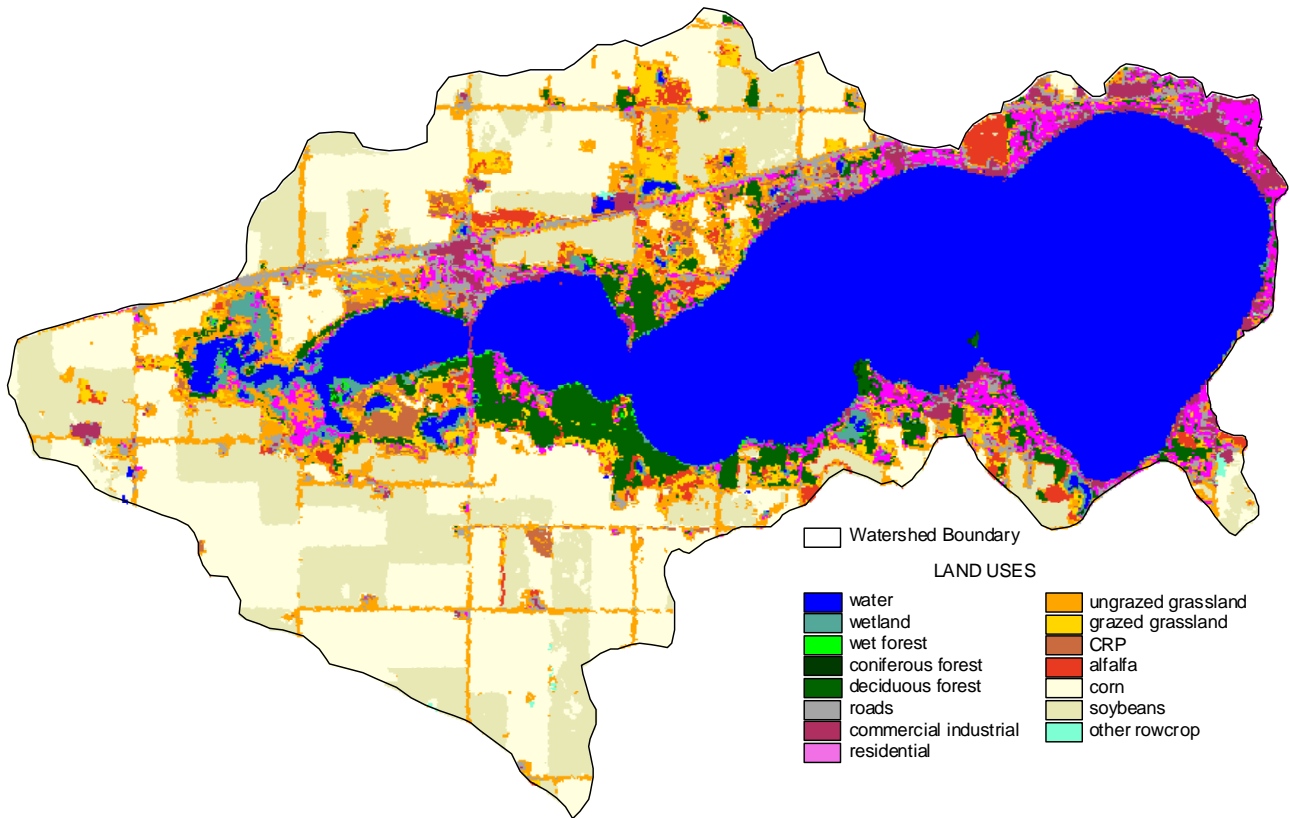 Watershed Boundary
LAND USES
water
wetland
wet forest
coniferous forest
deciduous forest
roads
commercial industrial
residential
ungrazed grassland
grazed grassland
CRP
alfalfa
corn
soybeans
other rowcrop